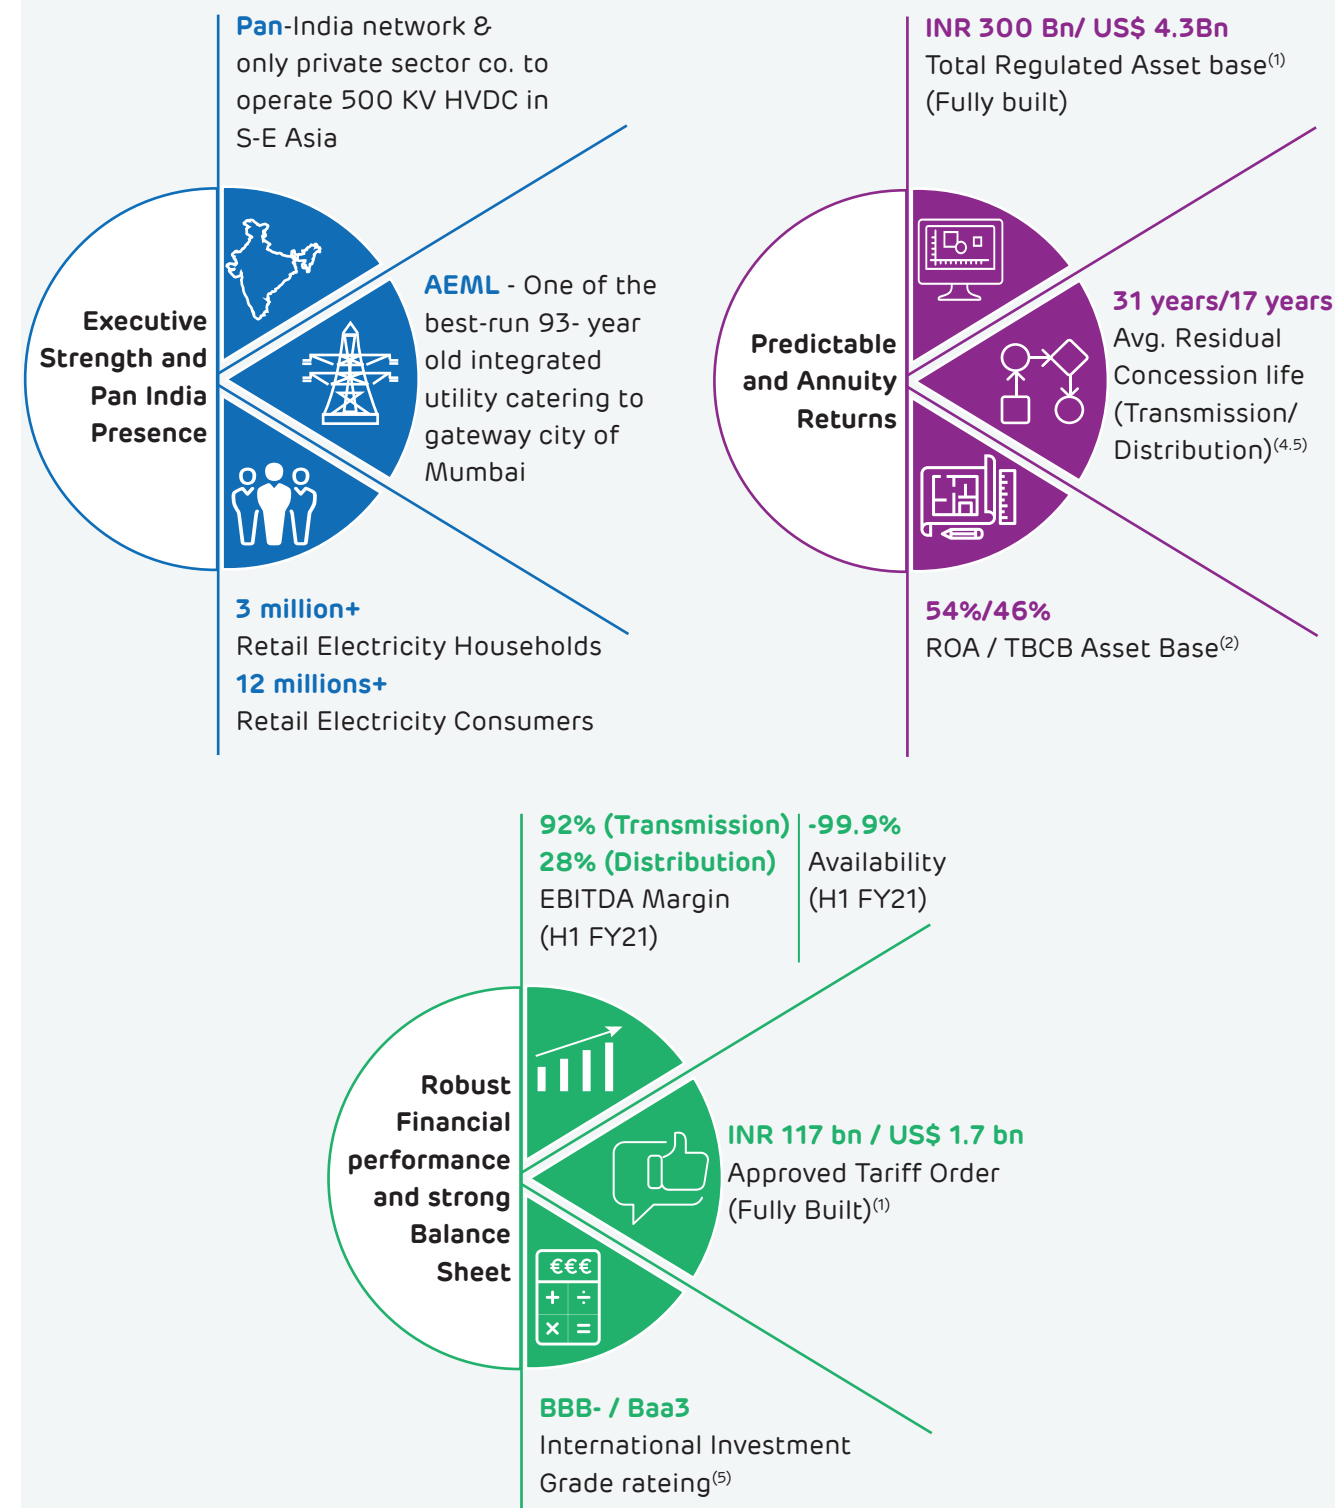 Pan-India network &
only private sector co. to
operate 500 KV HVDC in
S-E Asia
Executive
Strength and
Pan India
Presence
AEML - One of the
best-run 93- year
old integrated
utility catering to
gateway city of
Mumbai
3 million+
Retail Electricity Households
12 millions+
Retail Electricity Consumers
INR 300 Bn/ US$ 4.3Bn
Total Regulated Asset base(1)
(Fully built)
Predictable
and Annuity
Returns
31 years/17 years
Avg. Residual
Concession life
(Transmission/
Distribution)(4.5)
54%/46%
ROA / TBCB Asset Base(2)
92% (Transmission)
28% (Distribution)
EBITDA Margin
(H1 FY21)
-99.9%
Availability
(H1 FY21)
Robust
Financial
performance
and strong
Balance
Sheet
INR 117 bn / US$ 1.7 bn
Approved Tariff Order
(Fully Built)(1)
€€€
+ ÷
× =
BBB- / Baa3
International Investment
Grade rateing(5)